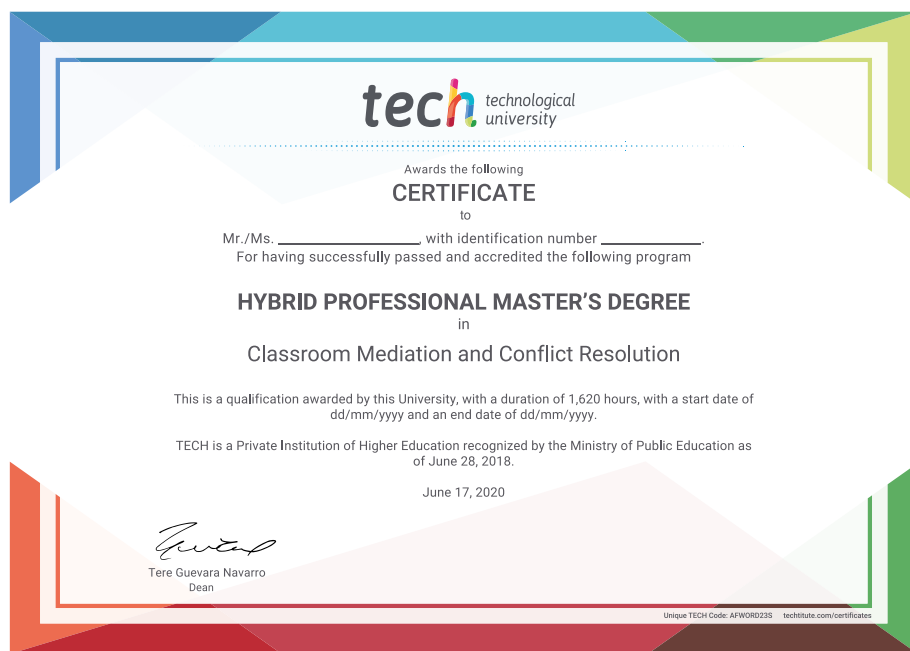 tech technological
university
Awards the following
CERTIFICATE
to
Mr./Ms. ____________________, with identification number ______________.
For having successfully passed and accredited the following program
HYBRID PROFESSIONAL MASTER’S DEGREE
in
Classroom Mediation and Conflict Resolution
This is a qualification awarded by this University, with a duration of 1,620 hours, with a start date of
dd/mm/yyyy and an end date of dd/mm/yyyy.
TECH is a Private Institution of Higher Education recognized by the Ministry of Public Education as
of June 28, 2018.
June 17, 2020
Tere Guevara Navarro
Dean
Unique TECH Code: AFWORD23S techtitute.com/certificates